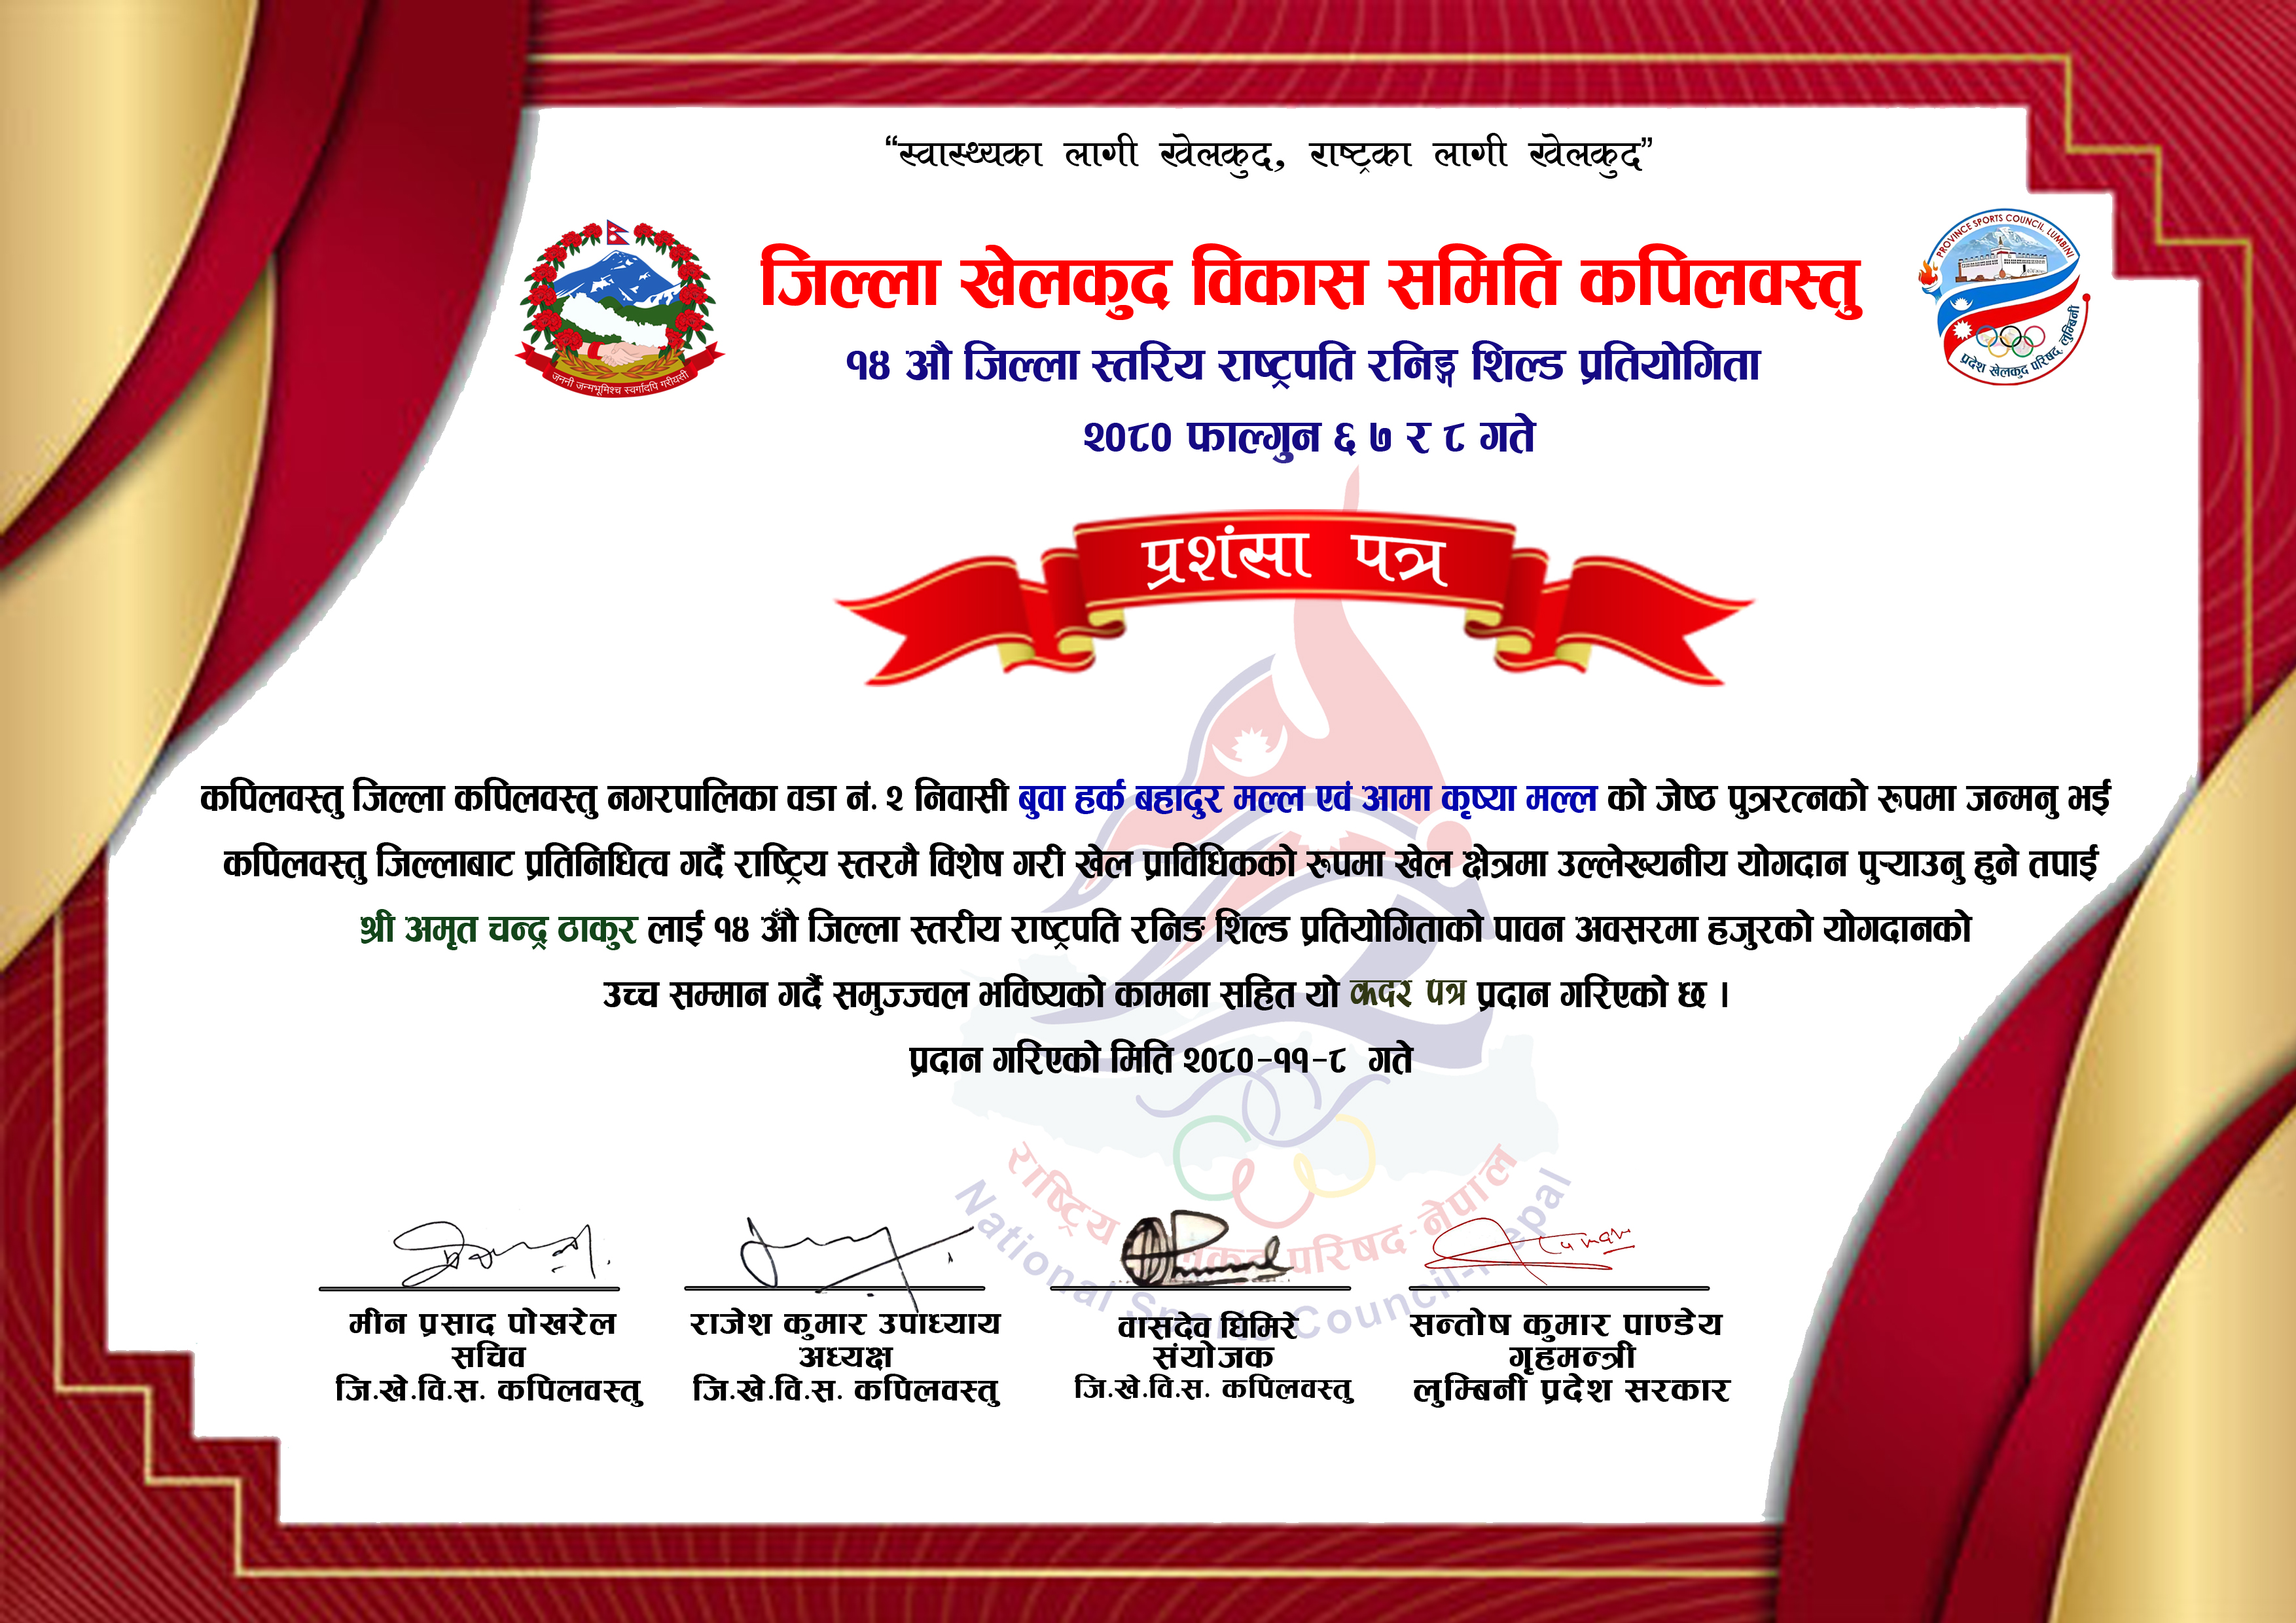 “स्वास्थ्यका लागी खेलकुद, राष्ट्रका लागी खेलकुद”
जिल्ला खेलकुद विकास समिति कपिलवस्तु
१४ औ जिल्ला स्तरिय राष्ट्रपति रनिङ्ग शिल्ड प्रतियोगिता
२०८० फाल्गुन ६ ७ र ८ गते
जननी जन्मभूमिश्च स्वर्गादपि गरीयसी
PROVINCE SPORTS COUNCIL LUMBINI
प्रदेश खेलकुद परिषद, लुम्बिनी
प्रशंसा पत्र
कपिलवस्तु जिल्ला कपिलवस्तु नगरपालिका वडा नं. २ निवासी बुवा हर्क बहादुर मल्ल एवं आमा कृष्या मल्ल को जेष्ठ पुत्ररत्नको रुपमा जन्मनु भई
कपिलवस्तु जिल्लाबाट प्रतिनिधित्व गर्दै राष्ट्रिय स्तरमै विशेष गरी खेल प्राविधिकको रुपमा खेल क्षेत्रमा उल्लेख्यनीय योगदान पुऱ्याउनु हुने तपाई
श्री अमृत चन्द्र ठाकुर लाई १४ औँ जिल्ला स्तरीय राष्ट्रपति रनिङ शिल्ड प्रतियोगिताको पावन अवसरमा हजुरको योगदानको
उच्च सम्मान गर्दै समुज्ज्वल भविष्यको कामना सहित यो कदर पत्र प्रदान गरिएको छ ।
प्रदान गरिएको मिति २०८०-११-८ गते
राष्ट्रिय परिषद-नेपाल
National Sports Council-Nepal
मीन प्रसाद पोखरेल
सचिव
जि.खे.वि.स. कपिलवस्तु
राजेश कुमार उपाध्याय
अध्यक्ष
जि.खे.वि.स. कपिलवस्तु
वासदेव घिमिरे
संयोजक
जि.खे.वि.स. कपिलवस्तु
सन्तोष कुमार पाण्डेय
गृहमन्त्री
लुम्बिनी प्रदेश सरकार